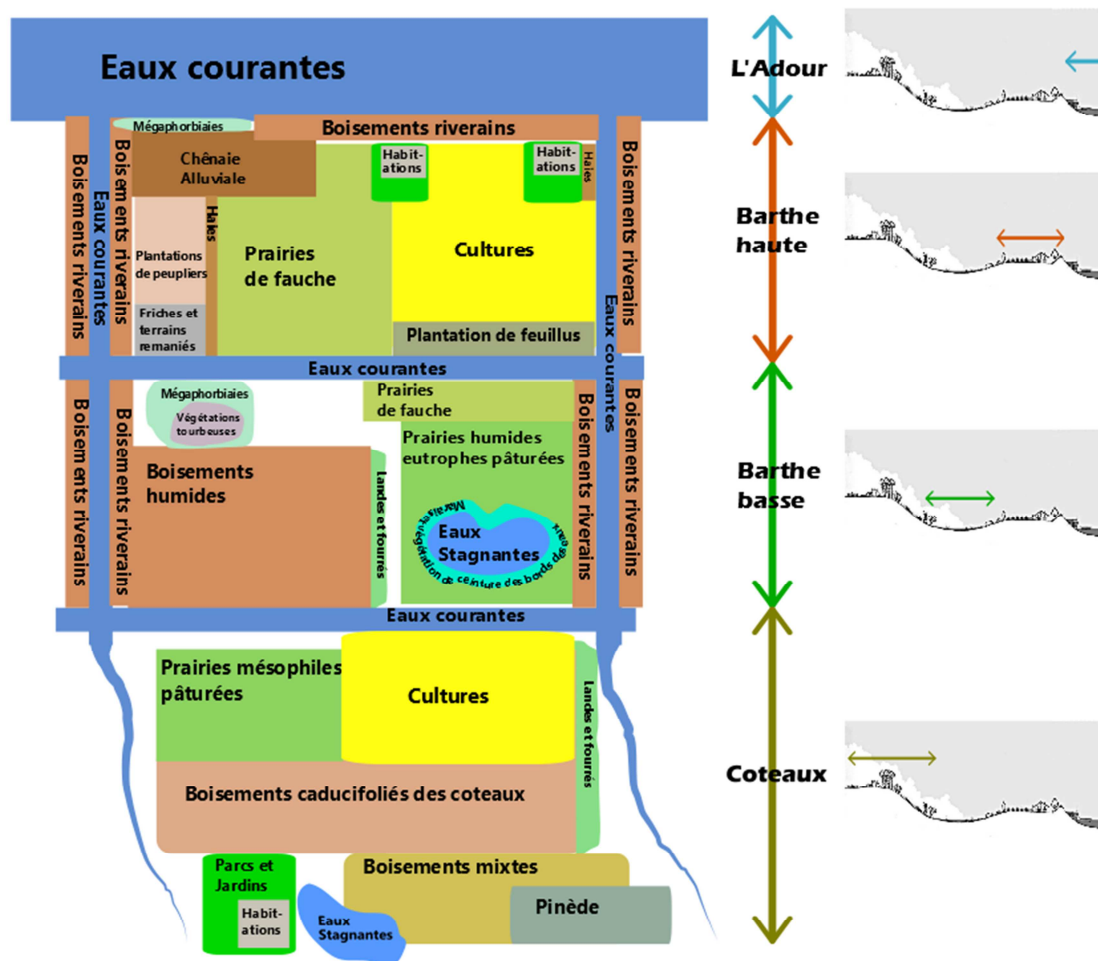 Eaux courantes
L'Adour
Mégaphorbiaies
Boisements riverains
Boisements riverains
Eaux courantes
Boisements riverains
Chênaie
Alluviale
Habit-
ations
Habit-
ations
Haies
Boisements riverains
Haies
Plantations
de peupliers
Prairies
de fauche
Cultures
Barthe
haute
Friches et
terrains
remaniés
Plantation de feuillus
Eaux courantes
Eaux courantes
Boisements riverains
Boisements riverains
Mégaphorbiaies
Végétations
tourbeuses
Prairies
de fauche
Boisements riverains
Boisements riverains
Prairies humides
eutrophes pâturées
Boisements
humides
Landes et fourrés
Marais et végétation de ceinture des bords des eaux
Eaux
Stagnantes
Barthe
basse
Eaux courantes
Prairies mésophiles
pâturées
Cultures
Landes et fourrés
Boisements caducifoliés des coteaux
Coteaux
Parcs et
Jardins
Habit-
ations
Eaux
Stagnantes
Boisements mixtes
Pinède